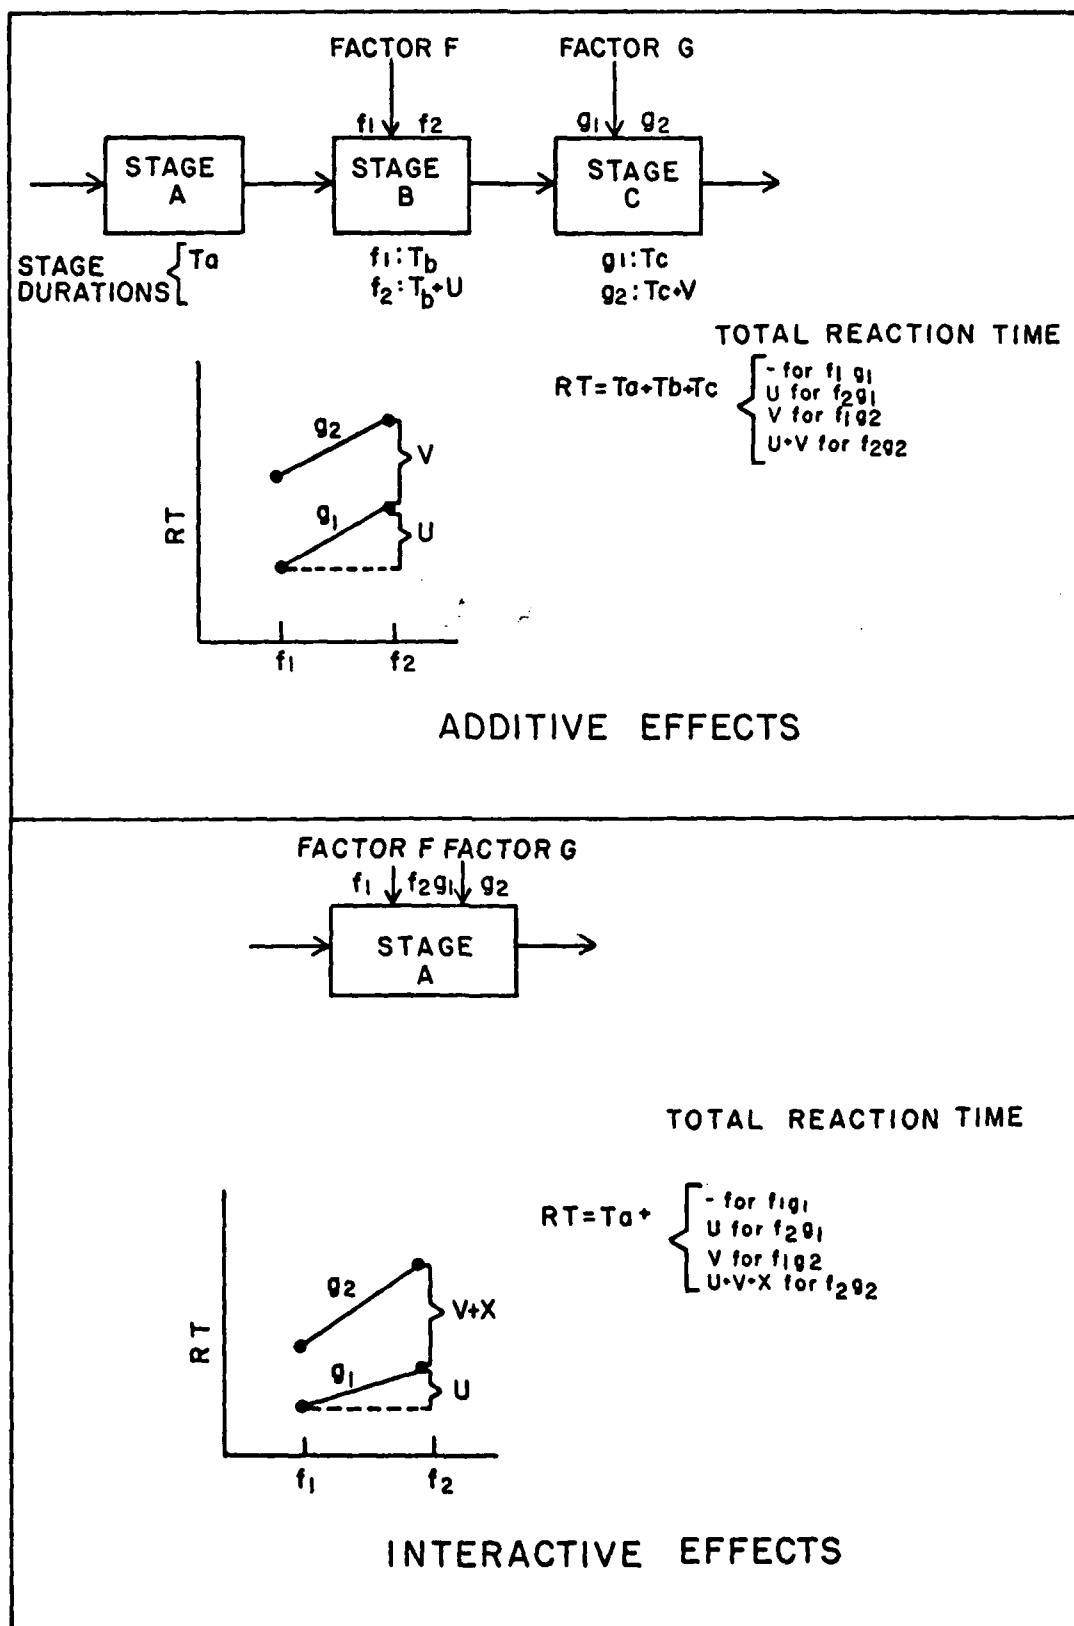 FACTOR F FACTOR G
f1 f2 g1 g2
STAGE A
STAGE B
STAGE C
STAGE DURATIONS
Ta
f1:Tb
f2:Tb+U
g1:Tc
g2:Tc+V
TOTAL REACTION TIME
RT=Ta+Tb+Tc
- for f1 g1
U for f2g1
V for f1g2
U+V for f2g2
RT
g2
g1
V
U
f1 f2
ADDITIVE EFFECTS
FACTOR F FACTOR G
f1 f2 g1 g2
STAGE
A
TOTAL REACTION TIME
RT=Ta+
- for f1g1
U for f2g1
V for f1g2
U+V+X for f2g2
RT
g2
g1
V+X
U
f1 f2
INTERACTIVE EFFECTS